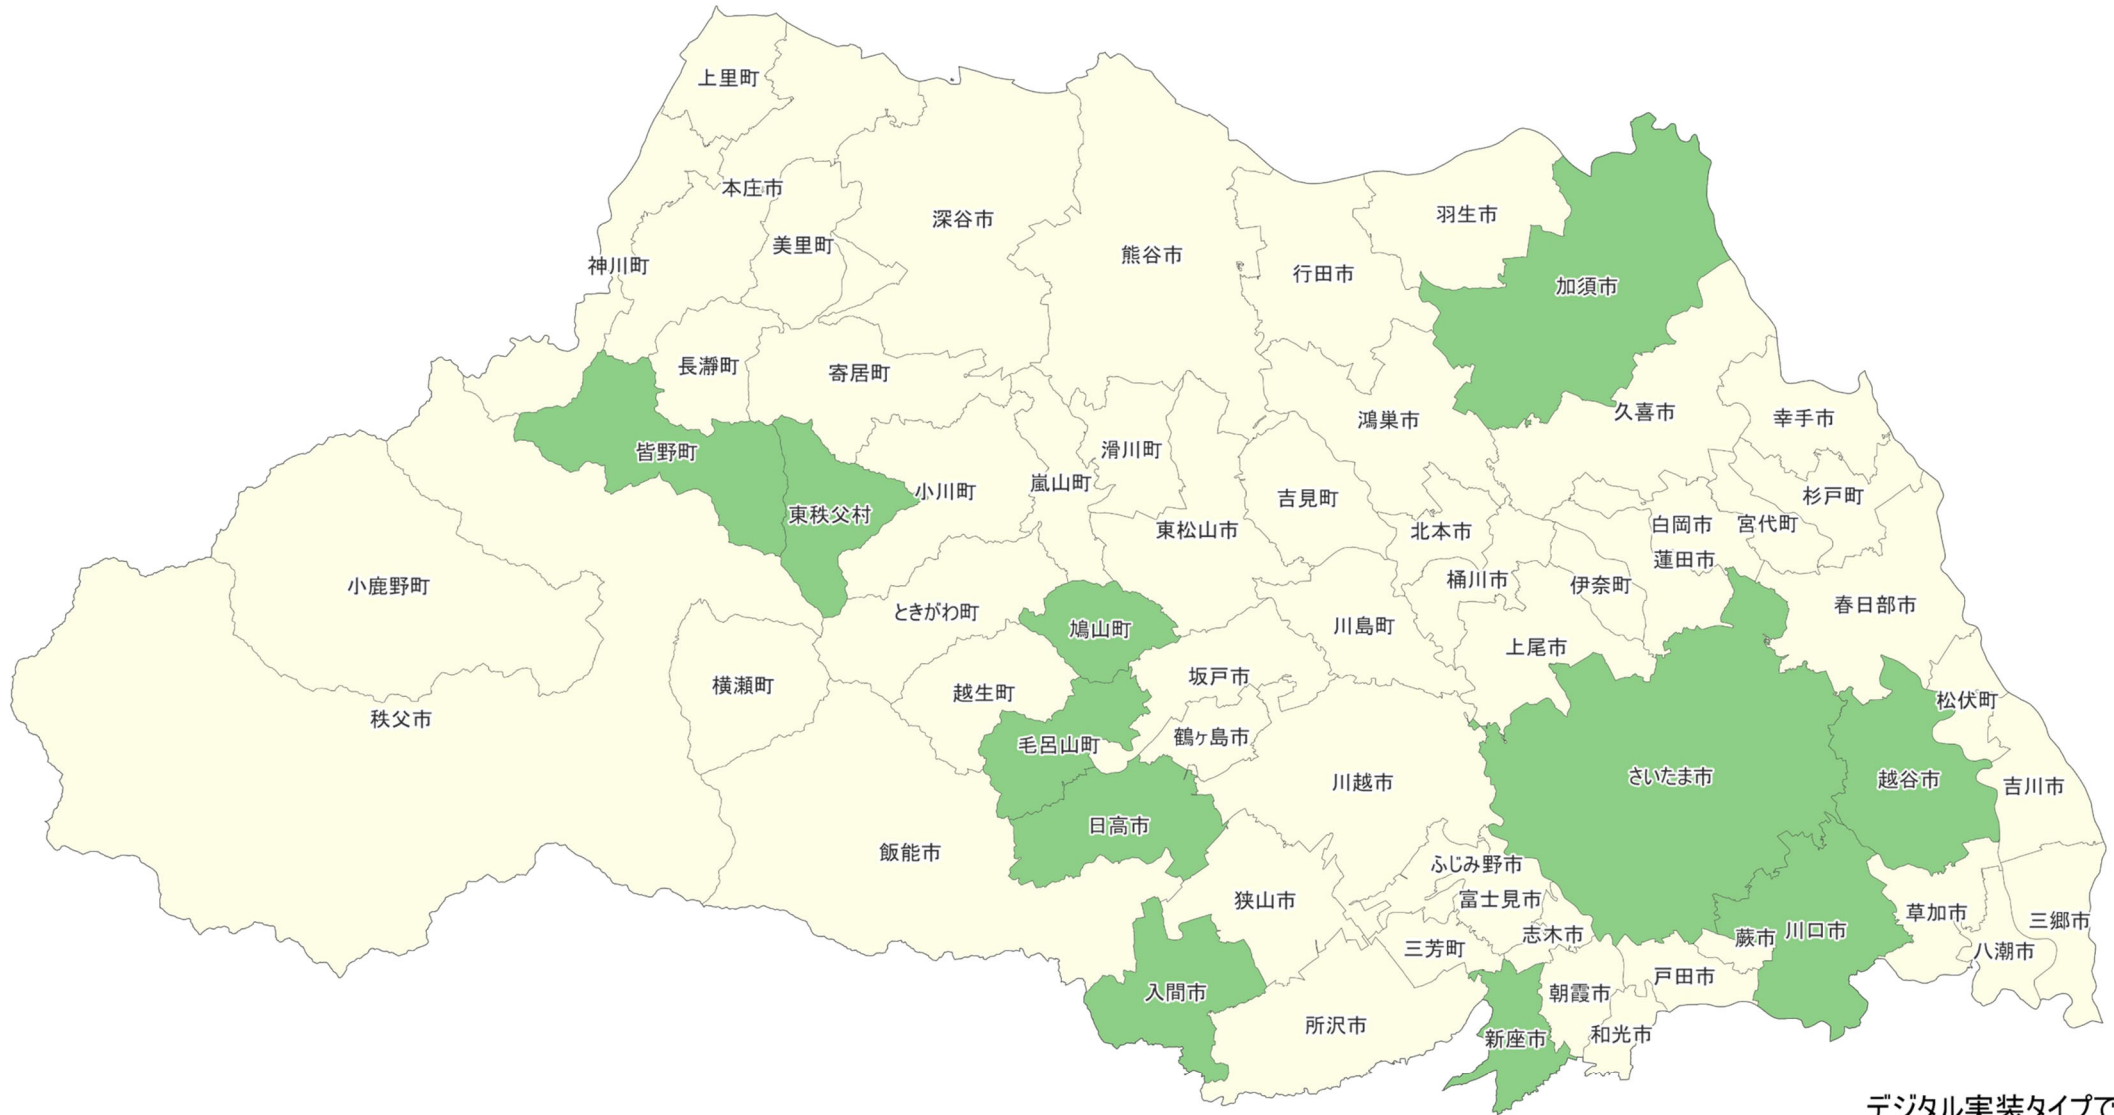 上里町
本庄市
深谷市
羽生市
美里町
熊谷市
神川町
行田市
加須市
長瀞町
寄居町
久喜市
鴻巣市
幸手市
皆野町
滑川町
嵐山町
小川町
吉見町
杉戸町
東秩父村
東松山市
北本市
白岡市
宮代町
蓮田市
小鹿野町
ときがわ町
桶川市
伊奈町
春日部市
鳩山町
川島町
上尾市
坂戸市
横瀬町
越生町
松伏町
秩父市
毛呂山町
鶴ヶ島市
川越市
さいたま市
越谷市
吉川市
日高市
飯能市
ふじみ野市
狭山市
富士見市
草加市
三郷市
志木市
蕨市
川口市
三芳町
八潮市
戸田市
入間市
朝霞市
所沢市
新座市
和光市
デジタル実装タイプで